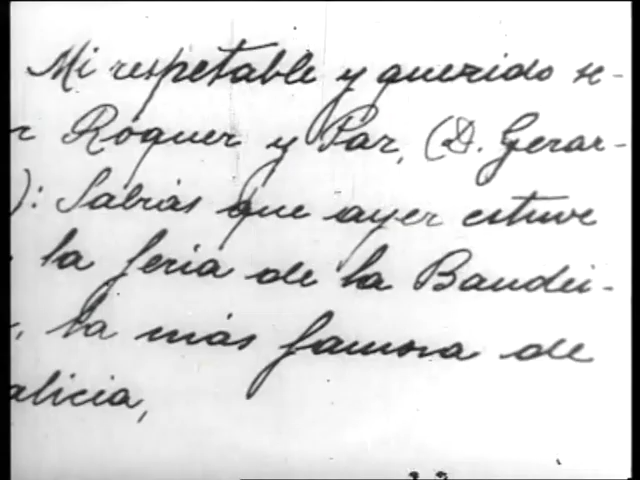 Mi respetable y querido se-
r Roquer y Par, (D. Gerar-
): Sabrás que ayer estuve
la feria de la Bandei-
, la más famosa de
alicia,